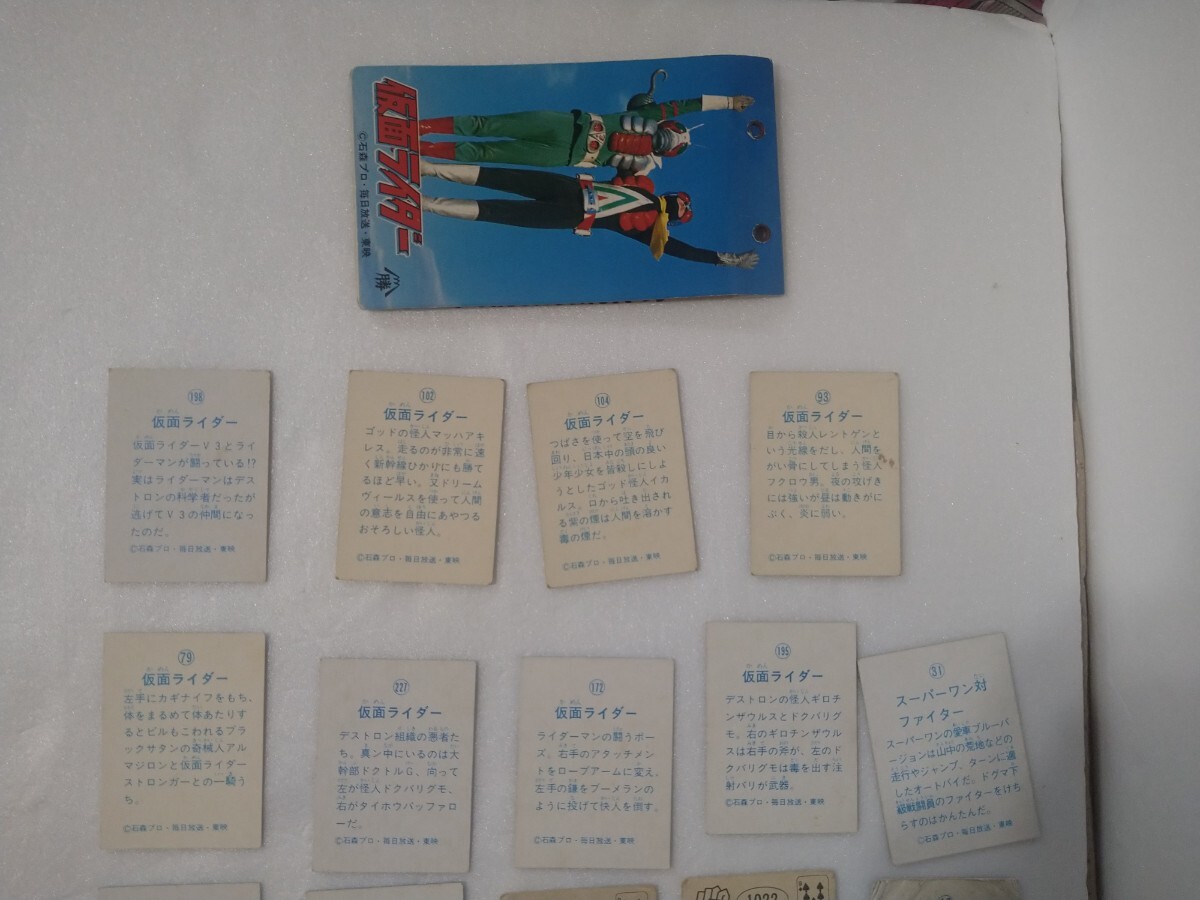 仮面ライダー
©石森プロ・毎日放送・東映
勝
198
仮面ライダー
仮面ライダーV3とライ
ダーマンが闘っている!?
実はライダーマンはデス
トロンの科学者だったが
逃げてV3の仲間になっ
たのだ。
©石森プロ・毎日放送・東映
102
仮面ライダー
ゴッドの怪人マッハアキ
レス。走るのが非常に速
く新幹線ひかりにも勝て
るほど早い。又ドリーム
ヴィールスを使って人間
の意志を自由にあやつる
おそろしい怪人。
©石森プロ・毎日放送・東映
104
仮面ライダー
つばさを使って空を飛び
回り、日本中の頭の良い
少年少女を皆殺しにしよ
うとしたゴッド怪人イカ
ルス。口から吐き出され
る紫の煙は人間を溶かす
毒の煙だ。
©石森プロ・毎日放送・東映
93
仮面ライダー
目から殺人レントゲンと
いう光線をだし、人間を
がい骨にしてしまう怪人
フクロウ男。夜の攻げき
には強いが昼は動きがに
ぶく、炎に弱い。
©石森プロ・毎日放送・東映
79
仮面ライダー
左手にカギナイフをもち、
体をまるめて体あたりす
るとビルもこわれるブラ
ックサタンの奇械人アル
マジロンと仮面ライダー
ストロンガーとの一騎う
ち。
©石森プロ・毎日放送・東映
227
仮面ライダー
デストロン組織の悪者た
ち。真ン中にいるのは大
幹部ドクトルG、向って
左が怪人ドクバリグモ、
右がタイホウバッファロ
ーだ。
©石森プロ・毎日放送・東映
172
仮面ライダー
ライダーマンの闘うポー
ズ。右手のアタッチメン
トをロープアームに変え、
左手の鎌をブーメランの
ように投げて怏人を倒す。
©石森プロ・毎日放送・東映
195
仮面ライダー
デストロンの怪人ギロチ
ンザウルスとドクバリグ
モ。右のギロチンザウル
スは右手の斧が、左のド
クバリグモは毒を出す注
射バリが武器。
©石森プロ・毎日放送・東映
31
スーパーワン対
ファイター
スーパーワンの愛車ブルーバ
ージョンは山中の荒地などの
走行やジャンプ、ターンに適
したオートバイだ。ドグマ下
級戦闘員のファイターをけち
らすのはかんたんだ。
©石森プロ・毎日放送・東映